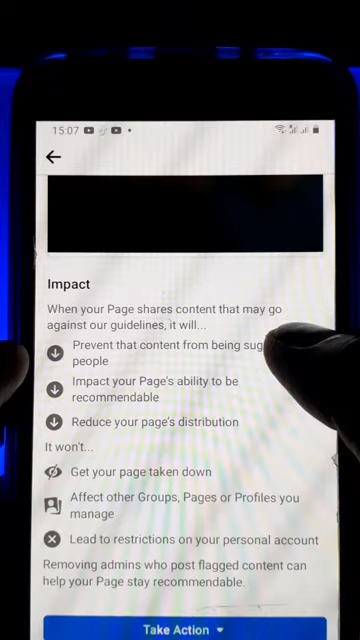 15:07
Impact
When your Page shares content that may go
against our guidelines, it will...
Prevent that content from being
people
Impact your Page's ability to be
recommendable
Reduce your page's distribution
It won't...
Get your page taken down
Affect other Groups, Pages or Profiles you
manage
Lead to restrictions on your personal account
Removing admins who post flagged content can
help your Page stay recommendable.
Take Action